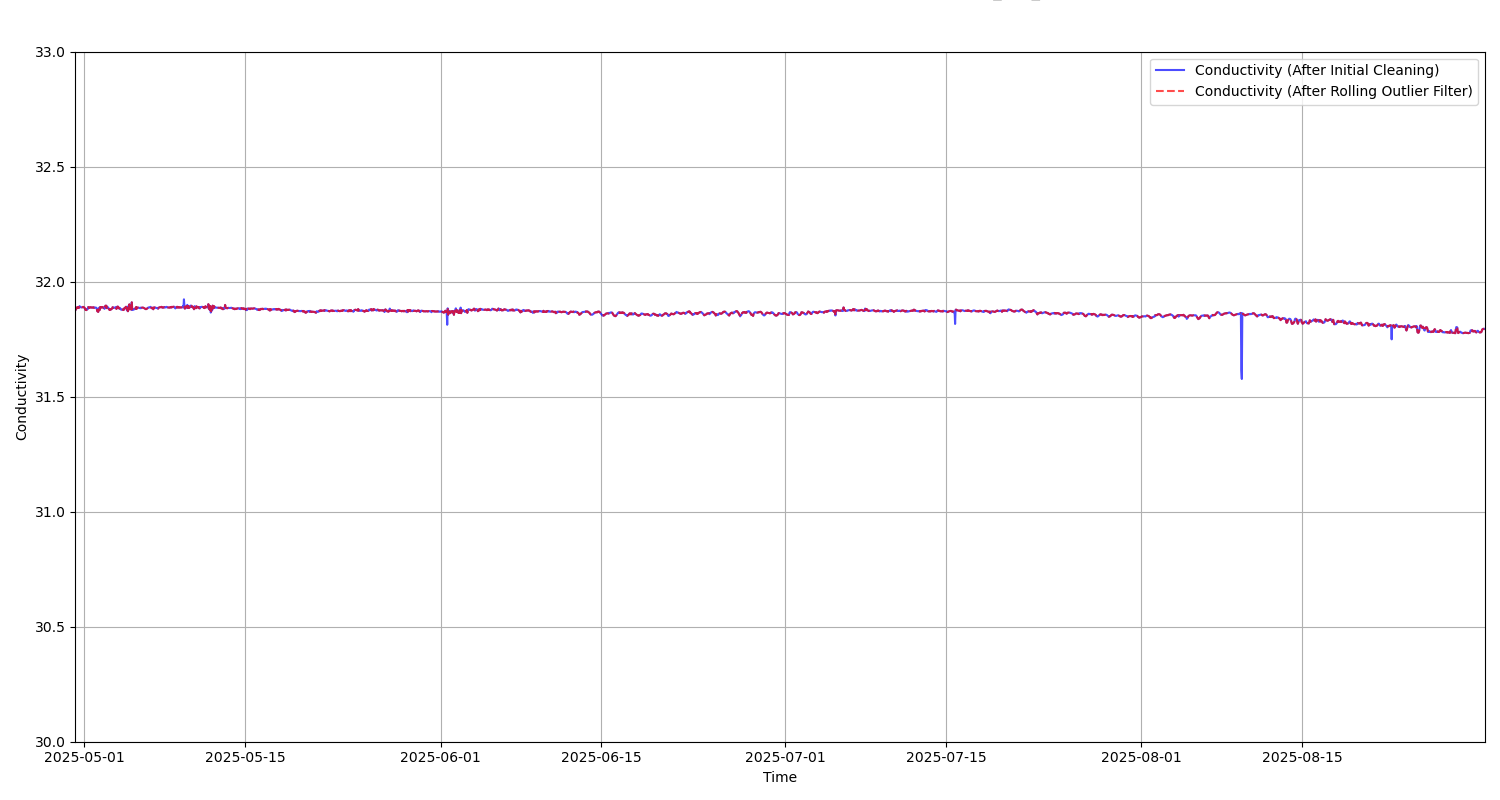 33.0
32.5
32.0
31.5
31.0
30.5
30.0
Conductivity
Conductivity (After Initial Cleaning)
Conductivity (After Rolling Outlier Filter)
2025-05-01 2025-05-15 2025-06-01 2025-06-15 2025-07-01 2025-07-15 2025-08-01 2025-08-15
Time